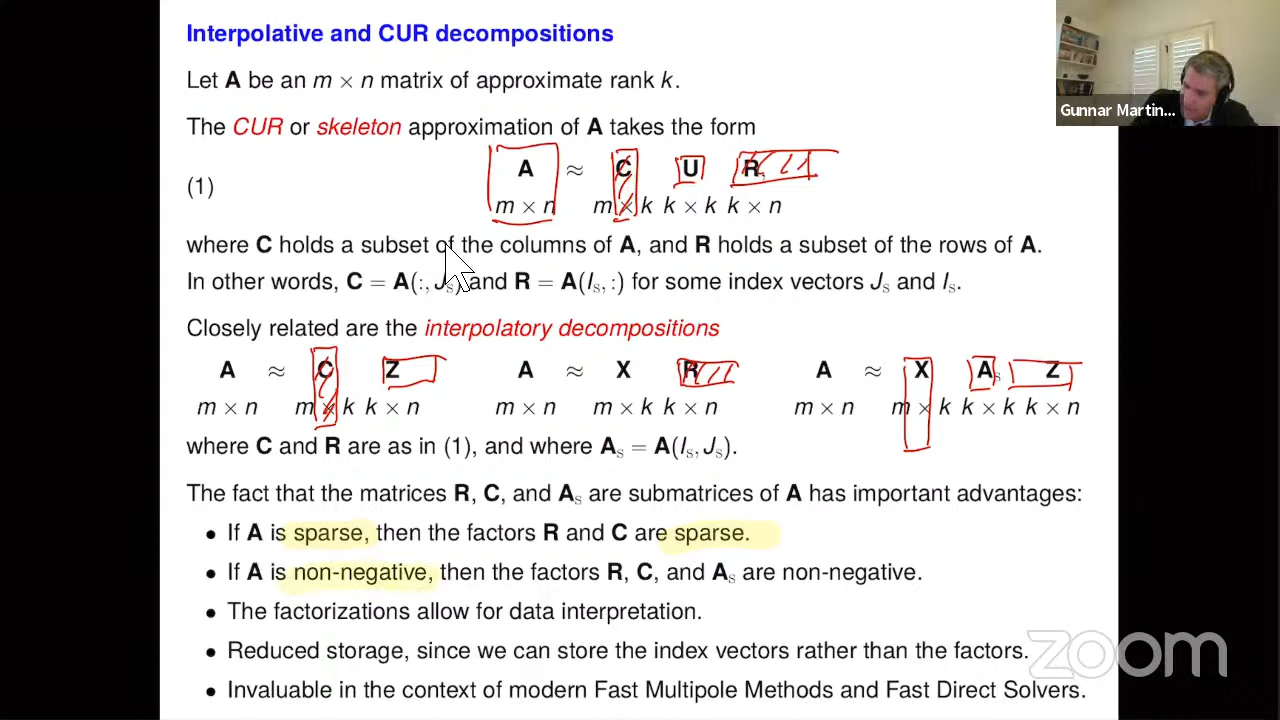 Interpolative and CUR decompositions
Let A be an m × n matrix of approximate rank k.
Gunnar Martin...
The CUR or skeleton approximation of A takes the form
A ≈ C U R,
(1)
m × n m × k k × k k × n
where C holds a subset of the columns of A, and R holds a subset of the rows of A.
In other words, C = A(:, Js) and R = A(Is, :) for some index vectors Js and Is.
Closely related are the interpolatory decompositions
A ≈ C Z A ≈ X R A ≈ X As Z
m × n m × k k × n m × n m × k k × n m × n m × k k × k k × n
where C and R are as in (1), and where As = A(Is, Js).
The fact that the matrices R, C, and As are submatrices of A has important advantages:
• If A is sparse, then the factors R and C are sparse.
• If A is non-negative, then the factors R, C, and As are non-negative.
• The factorizations allow for data interpretation.
• Reduced storage, since we can store the index vectors rather than the factors.
• Invaluable in the context of modern Fast Multipole Methods and Fast Direct Solvers.
zoom